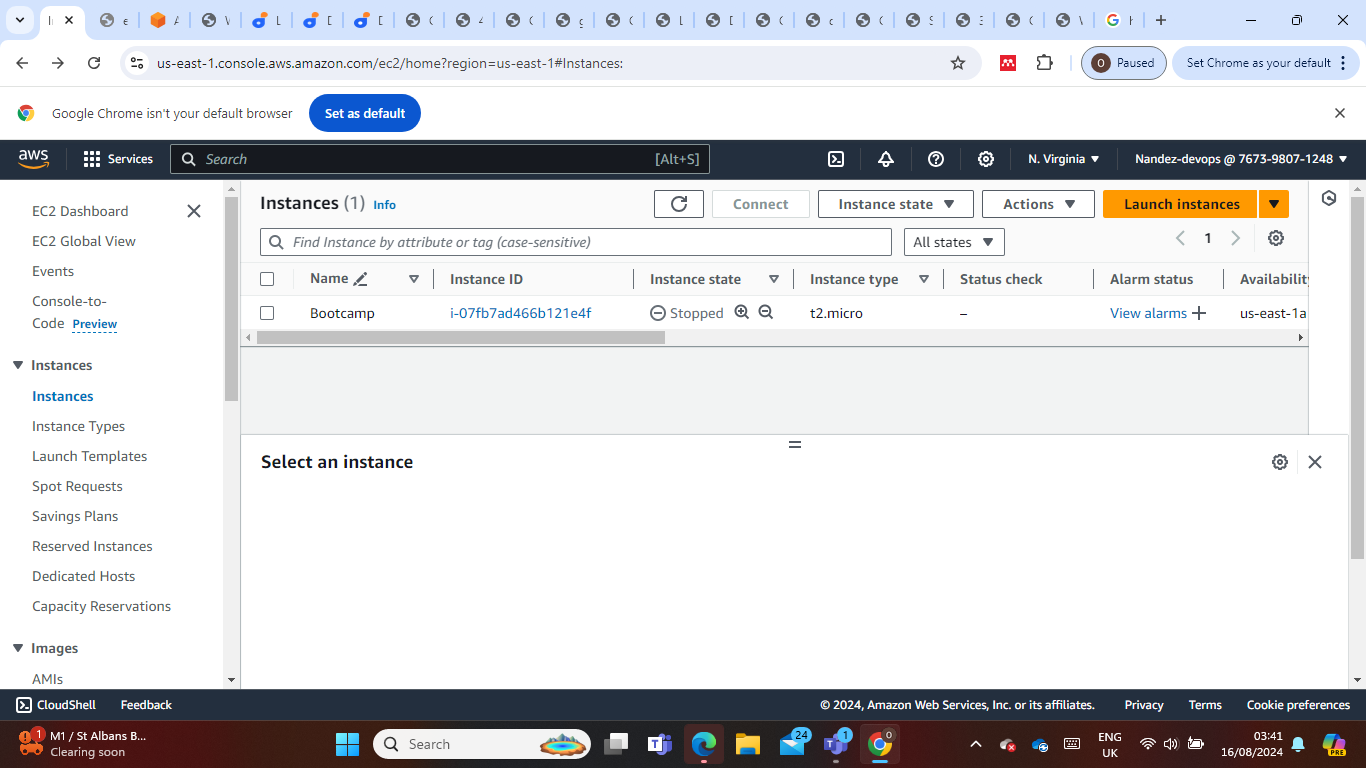 us-east-1.console.aws.amazon.com/ec2/home?region=us-east-1#Instances:
O Paused
Set Chrome as your default
Google Chrome isn't your default browser
Set as default
aws
Services
Search [Alt+S]
N. Virginia
Nandez-devops @ 7673-9807-1248
EC2 Dashboard
EC2 Global View
Events
Console-to-
Code Preview
Instances
Instances
Instance Types
Launch Templates
Spot Requests
Savings Plans
Reserved Instances
Dedicated Hosts
Capacity Reservations
Images
AMIs
Instances (1) Info
Connect
Instance state
Actions
Launch instances
Find Instance by attribute or tag (case-sensitive)
All states
1
Name Instance ID Instance state Instance type Status check Alarm status Availability
Bootcamp i-07fb7ad466b121e4f Stopped t2.micro – View alarms us-east-1a
Select an instance
CloudShell
Feedback
© 2024, Amazon Web Services, Inc. or its affiliates.
Privacy
Terms
Cookie preferences
1
M1 / St Albans B...
Clearing soon
Search
24
1
0
ENG
UK
03:41
16/08/2024
PRE